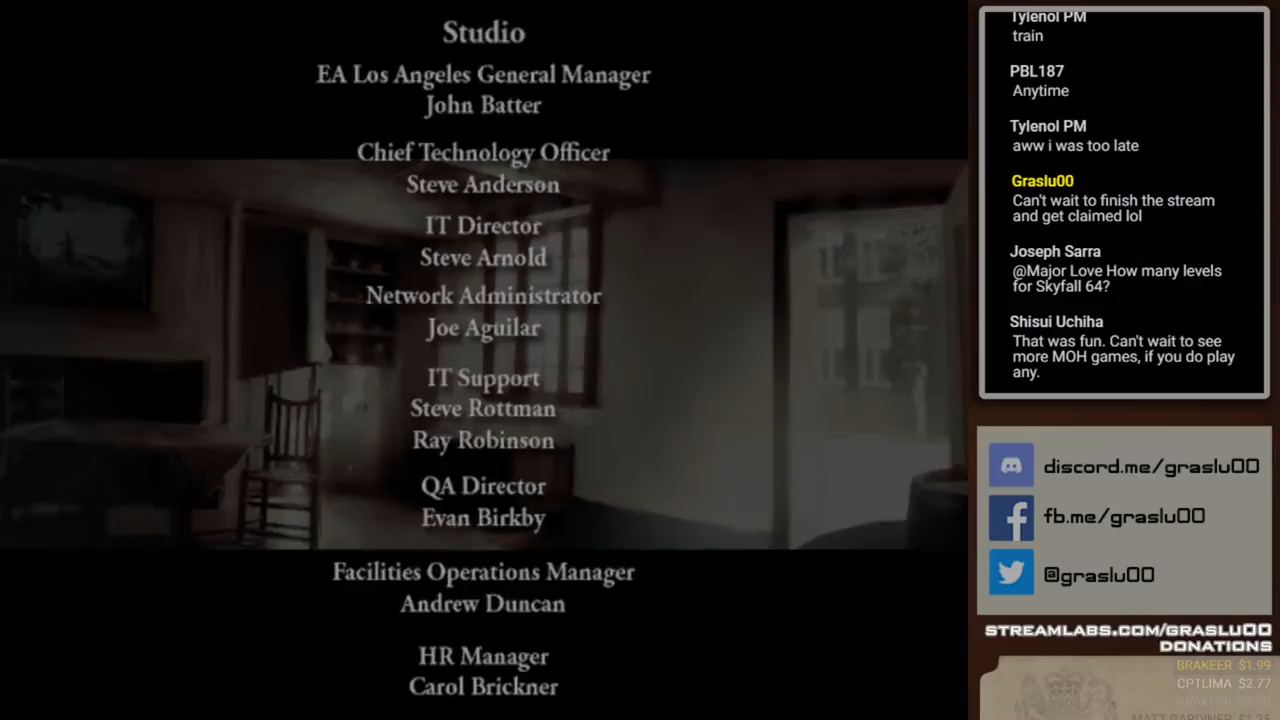 Studio
EA Los Angeles General Manager
John Batter
Chief Technology Officer
Steve Anderson
IT Director
Steve Arnold
Network Administrator
Joe Aguilar
IT Support
Steve Rottman
Ray Robinson
QA Director
Evan Birkby
Facilities Operations Manager
Andrew Duncan
HR Manager
Carol Brickner
Tylenol PM
train
PBL187
Anytime
Tylenol PM
aww i was too late
Graslu00
Can't wait to finish the stream
and get claimed lol
Joseph Sarra
@Major Love How many levels
for Skyfall 64?
Shisui Uchiha
That was fun. Can't wait to see
more MOH games, if you do play
any.
discord.me/graslu00
fb.me/graslu00
@graslu00
STREAMLABS.COM/GRASLU00
DONATIONS
BRAKEER $1.99
CPTLIMA $2.77